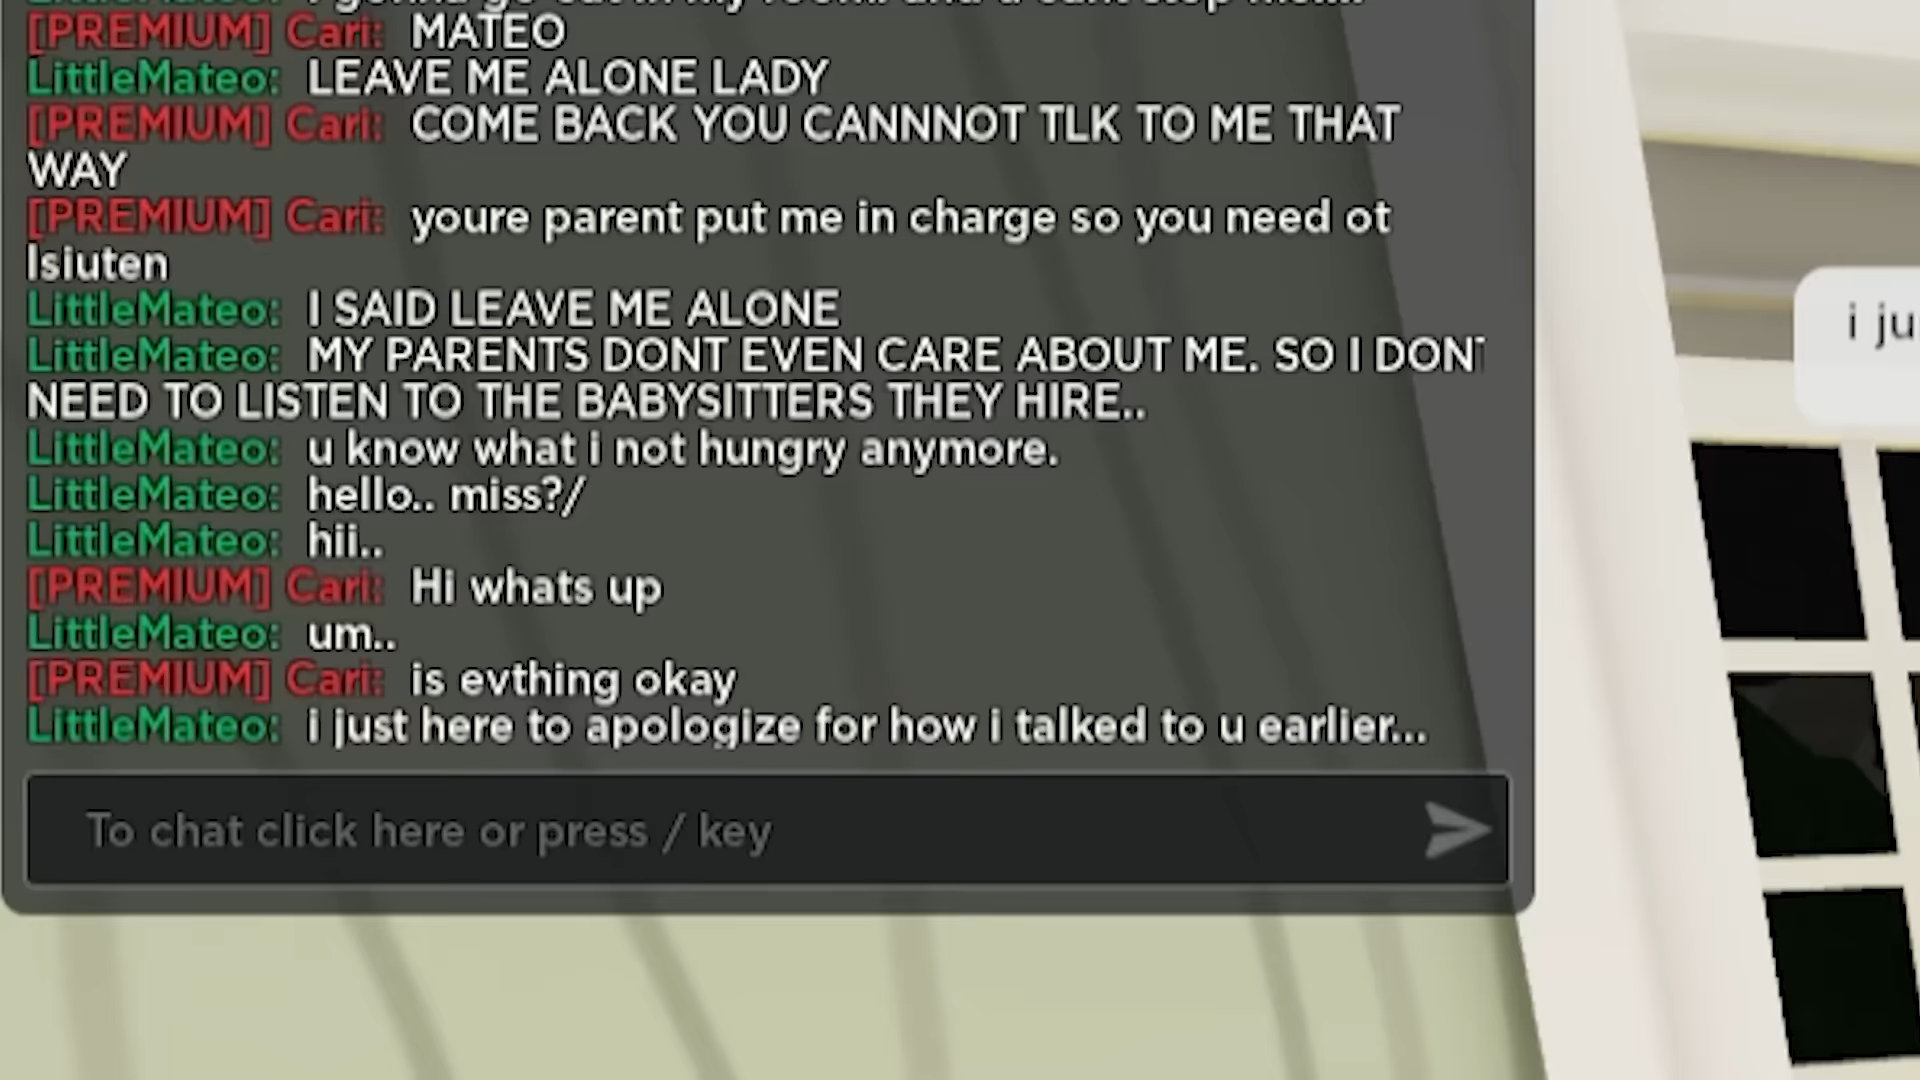 [PREMIUM] Cari: MATEO
LittleMateo: LEAVE ME ALONE LADY
[PREMIUM] Cari: COME BACK YOU CANNNOT TLK TO ME THAT
WAY
[PREMIUM] Cari: youre parent put me in charge so you need ot
lsiuten
LittleMateo: I SAID LEAVE ME ALONE
LittleMateo: MY PARENTS DONT EVEN CARE ABOUT ME. SO I DONT
NEED TO LISTEN TO THE BABYSITTERS THEY HIRE..
LittleMateo: u know what i not hungry anymore.
LittleMateo: hello.. miss?/
LittleMateo: hii..
[PREMIUM] Cari: Hi whats up
LittleMateo: um..
[PREMIUM] Cari: is evthing okay
LittleMateo: i just here to apologize for how i talked to u earlier...
To chat click here or press / key
i ju